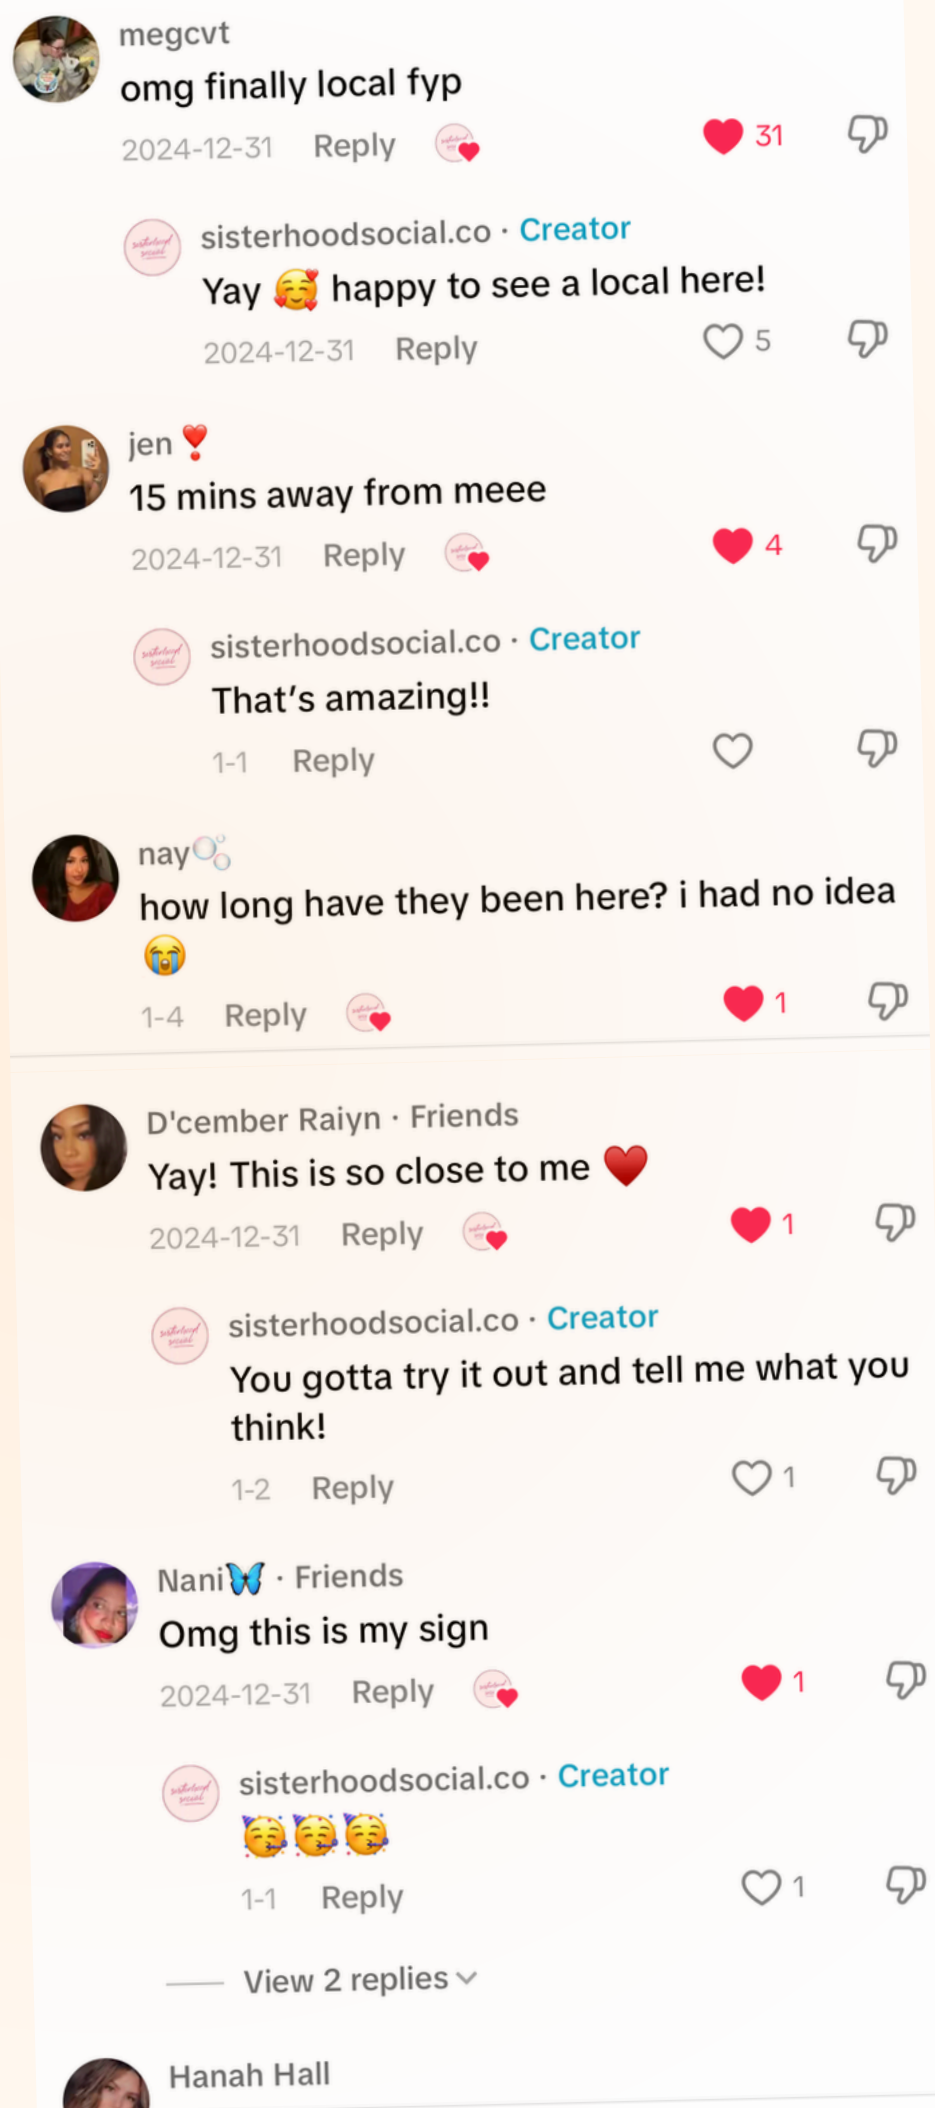 megcvt
omg finally local fyp
2024-12-31 Reply 31
sisterhoodsocial.co · Creator
Yay 🥰 happy to see a local here!
2024-12-31 Reply 5
jen❣️
15 mins away from meee
2024-12-31 Reply 4
sisterhoodsocial.co · Creator
That's amazing!!
1-1 Reply
nay🫧
how long have they been here? i had no idea
😭
1-4 Reply 1
D'cember Raiyn · Friends
Yay! This is so close to me ♥️
2024-12-31 Reply 1
sisterhoodsocial.co · Creator
You gotta try it out and tell me what you
think!
1-2 Reply 1
Nani🦋 · Friends
Omg this is my sign
2024-12-31 Reply 1
sisterhoodsocial.co · Creator
🥳🥳🥳
1-1 Reply 1
View 2 replies
Hanah Hall